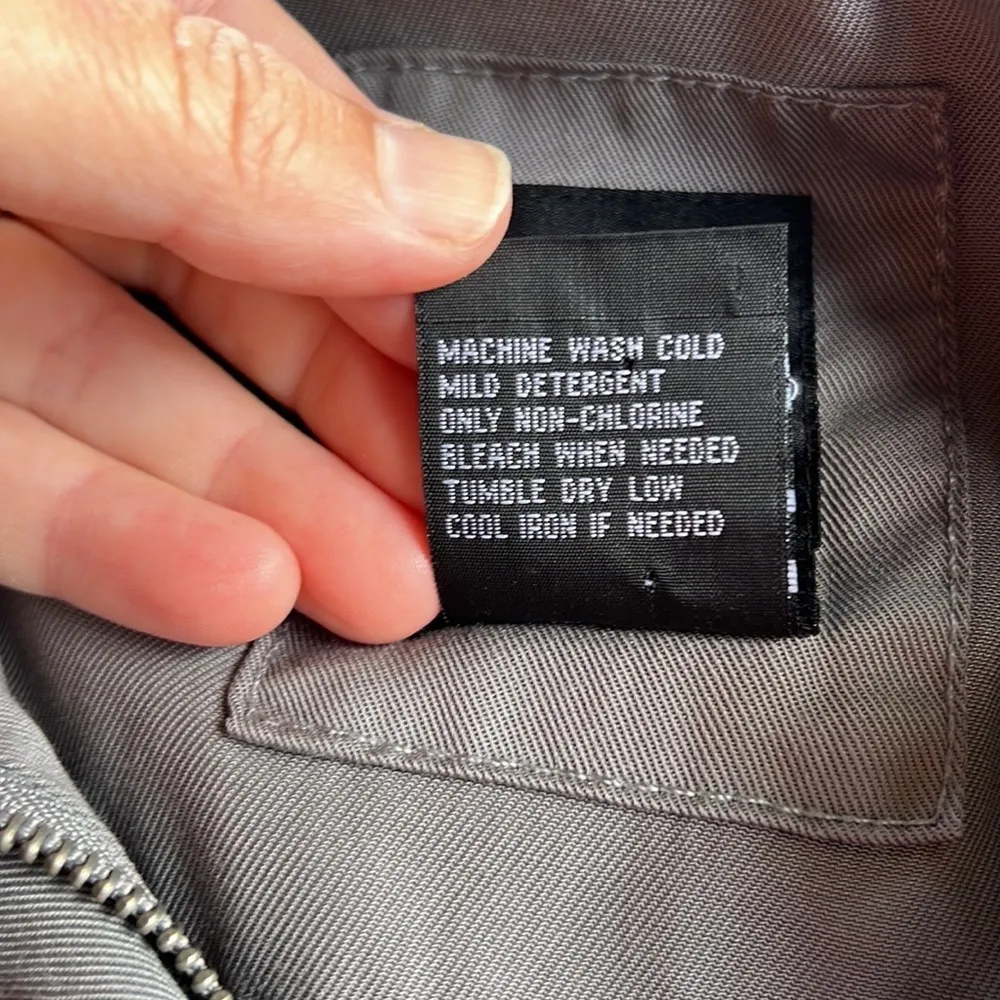 MACHINE WASH COLD
MILD DETERGENT
ONLY NON-CHLORINE
BLEACH WHEN NEEDED
TUMBLE DRY LOW
COOL IRON IF NEEDED